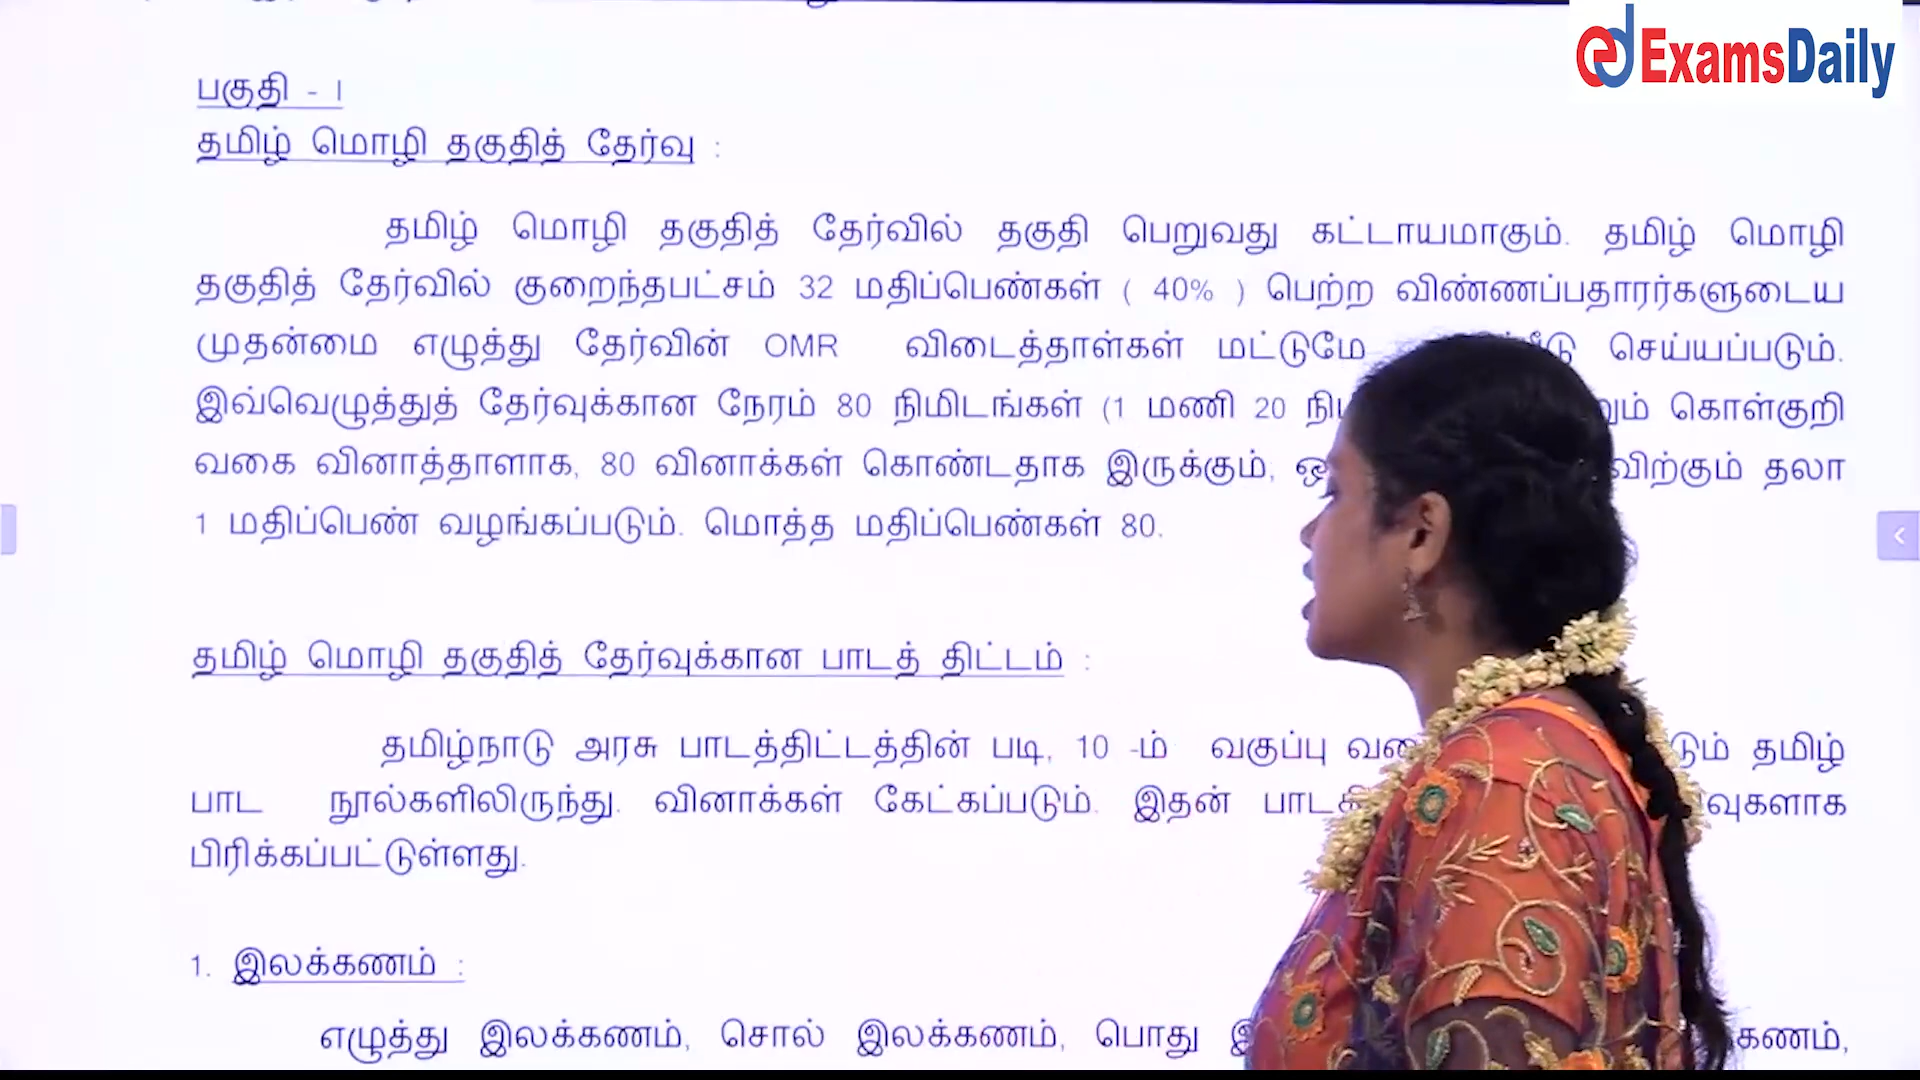 ExamsDaily
பகுதி - I
தமிழ் மொழி தகுதித் தேர்வு :
தமிழ் மொழி தகுதித் தேர்வில் தகுதி பெறுவது கட்டாயமாகும். தமிழ் மொழி
தகுதித் தேர்வில் குறைந்தபட்சம் 32 மதிப்பெண்கள் ( 40% ) பெற்ற விண்ணப்பதாரர்களுடைய
முதன்மை எழுத்து தேர்வின் OMR விடைத்தாள்கள் மட்டுமே செய்யப்படும்.
இவ்வெழுத்துத் தேர்வுக்கான நேரம் 80 நிமிடங்கள் (1 மணி 20 கொள்குறி
வகை வினாத்தாளாக, 80 வினாக்கள் கொண்டதாக இருக்கும், தலா
1 மதிப்பெண் வழங்கப்படும். மொத்த மதிப்பெண்கள் 80.
தமிழ் மொழி தகுதித் தேர்வுக்கான பாடத் திட்டம் :
தமிழ்நாடு அரசு பாடத்திட்டத்தின் படி, 10 -ம் வகுப்பு தமிழ்
பாட நூல்களிலிருந்து. வினாக்கள் கேட்கப்படும். இதன்
பிரிக்கப்பட்டுள்ளது.
1. இலக்கணம் :
எழுத்து இலக்கணம், சொல் இலக்கணம், பொது